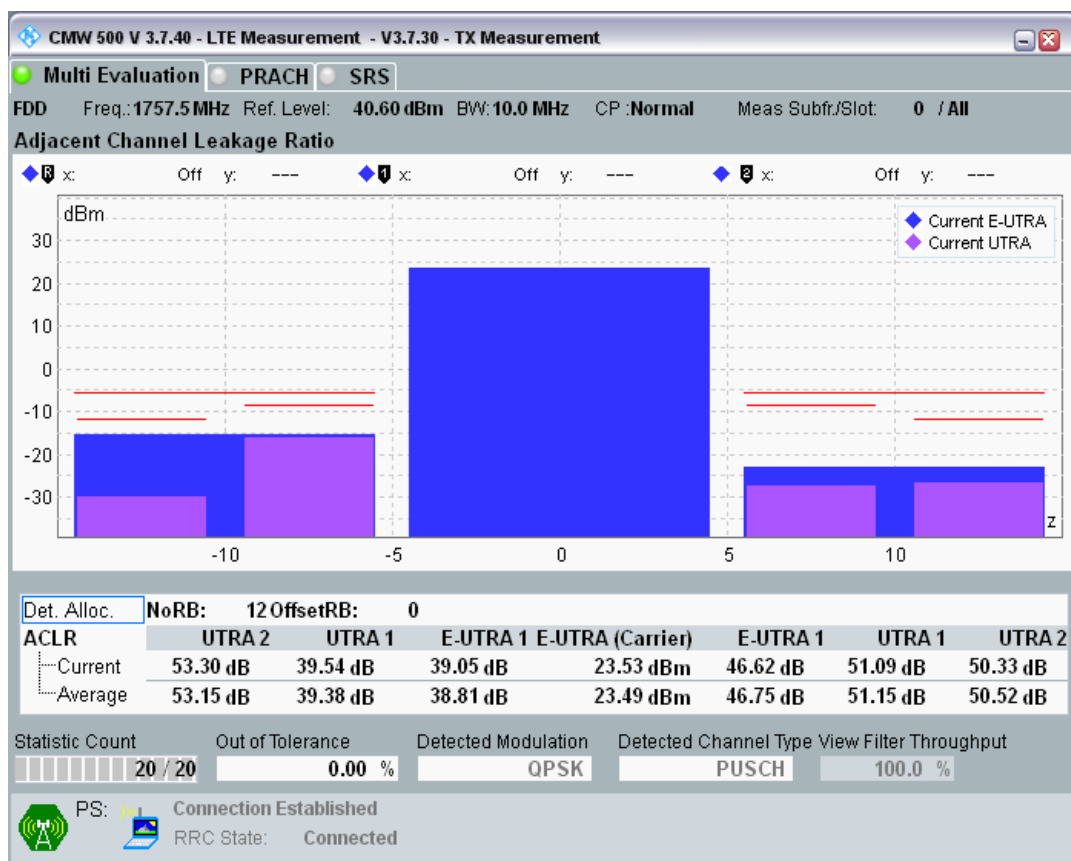 CMW 500 V 3.7.40 - LTE Measurement - V3.7.30 - TX Measurement
Multi Evaluation PRACH SRS
FDD Freq.: 1757.5 MHz Ref. Level: 40.60 dBm BW: 10.0 MHz CP :Normal Meas Subfr./Slot: 0 / All
Adjacent Channel Leakage Ratio
R x: Off y: --- 1 x: Off y: --- 2 x: Off y: ---
dBm
Current E-UTRA
Current UTRA
30
20
10
0
-10
-20
-30
z
-10 -5 0 5 10
Det. Alloc. NoRB: 12 OffsetRB: 0
ACLR UTRA 2 UTRA 1 E-UTRA 1 E-UTRA (Carrier) E-UTRA 1 UTRA 1 UTRA 2
Current 53.30 dB 39.54 dB 39.05 dB 23.53 dBm 46.62 dB 51.09 dB 50.33 dB
Average 53.15 dB 39.38 dB 38.81 dB 23.49 dBm 46.75 dB 51.15 dB 50.52 dB
Statistic Count Out of Tolerance Detected Modulation Detected Channel Type View Filter Throughput
20 / 20 0.00 % QPSK PUSCH 100.0 %
PS: Connection Established
RRC State: Connected